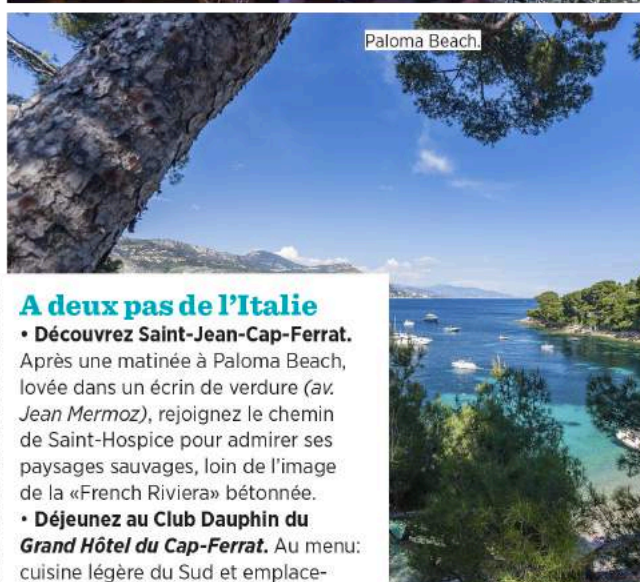 Paloma Beach.
A deux pas de l'Italie
• Découvrez Saint-Jean-Cap-Ferrat.
Après une matinée à Paloma Beach,
lovée dans un écrin de verdure (av.
Jean Mermoz), rejoignez le chemin
de Saint-Hospice pour admirer ses
paysages sauvages, loin de l'image
de la «French Riviera» bétonnée.
• Déjeunez au Club Dauphin du
Grand Hôtel du Cap-Ferrat. Au menu:
cuisine légère du Sud et emplace-